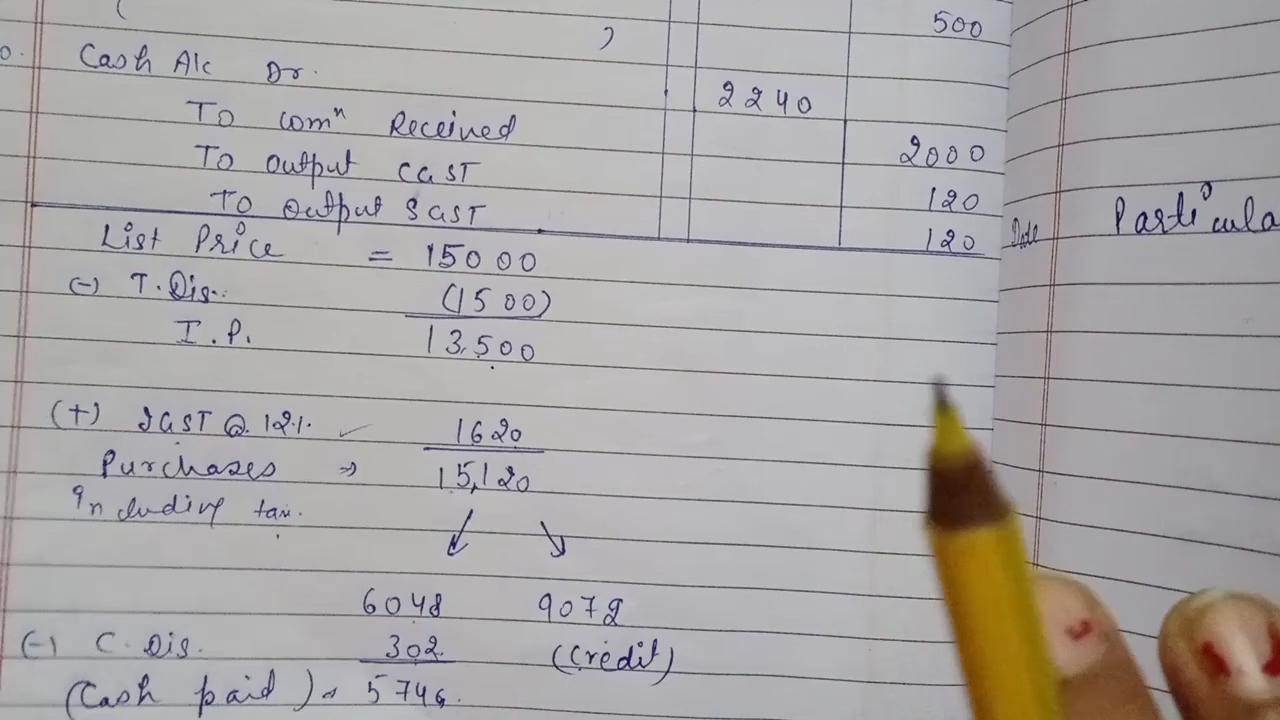 500
Cash A/c Dr. 2240
To comⁿ Received 2000
To output CGST 120
To output SGST 120
List Price = 15000
(-) T. Dis. (1500)
I.P. 13,500
(+) IGST @ 12%. 1620
Purchases ⇒ 15,120
Including tax.
6048 9072
(-) C. Dis. 302 (Credit)
(Cash paid) 5746
Date Particula